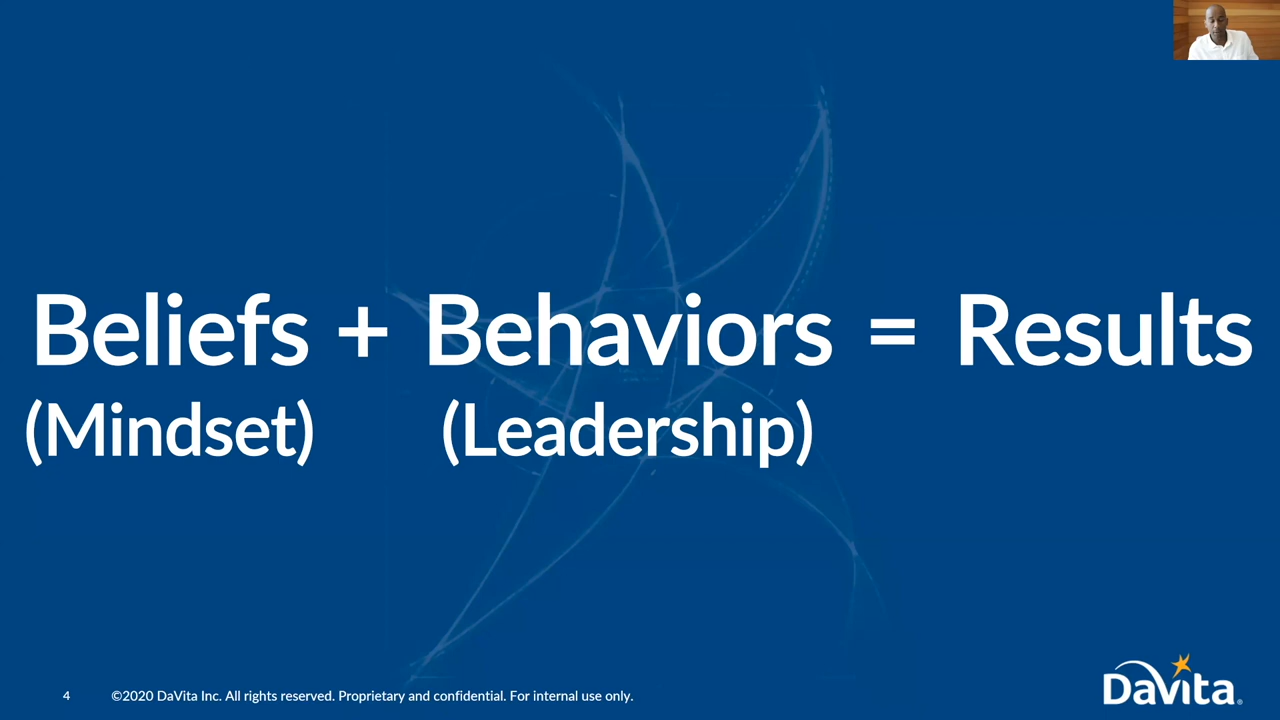 Beliefs + Behaviors = Results
(Mindset) (Leadership)
4 ©2020 DaVita Inc. All rights reserved. Proprietary and confidential. For internal use only.
DaVita®